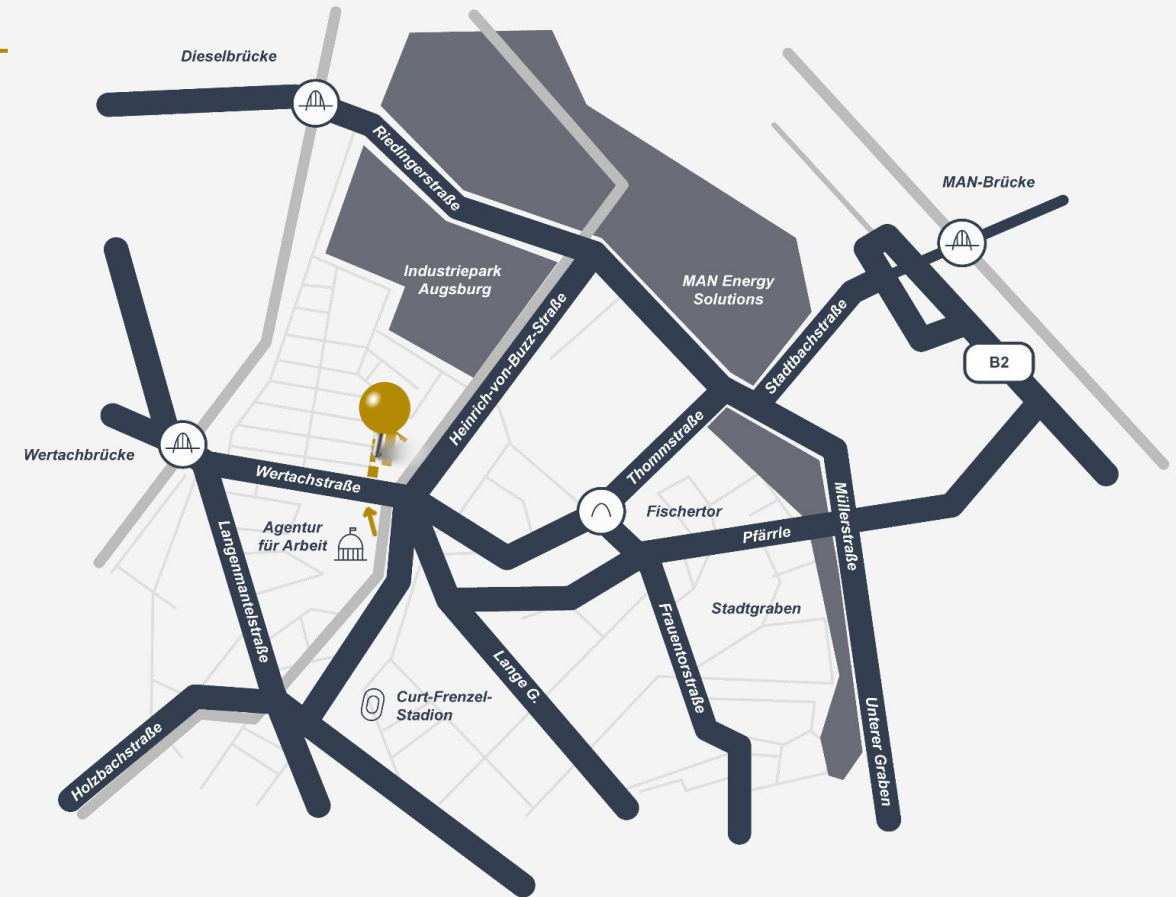 Dieselbrücke
MAN-Brücke
Riedingerstraße
Industriepark
Augsburg
MAN Energy
Solutions
Stadtbachstraße
B2
Heinrich-von-Buzz-Straße
Thommstraße
Wertachbrücke
Wertachstraße
Agentur
für Arbeit
Fischertor
Pfärrle
Müllerstraße
Langenmantelstraße
Stadtgraben
Frauentorstraße
Lange G.
Curt-Frenzel-
Stadion
Holzbachstraße
Unterer Graben